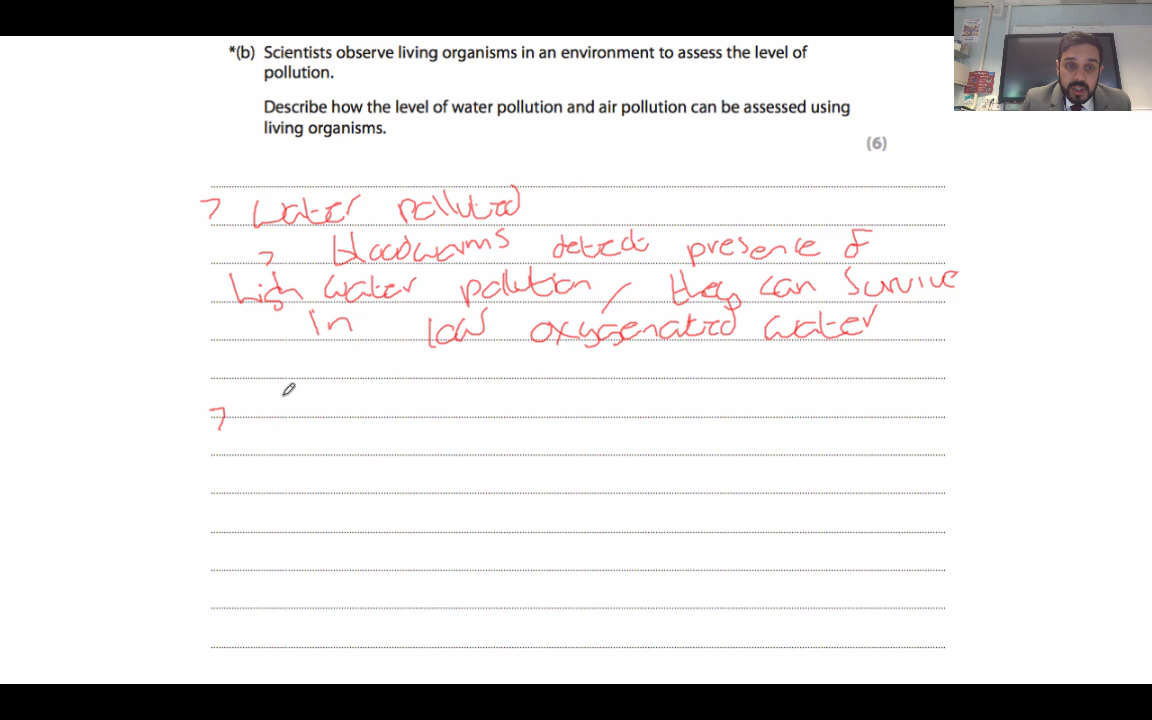 *(b) Scientists observe living organisms in an environment to assess the level of
pollution.
Describe how the level of water pollution and air pollution can be assessed using
living organisms.
(6)
Water polluted
bloodworms detect presence of
high water pollution, they can survive
in low oxygenated water